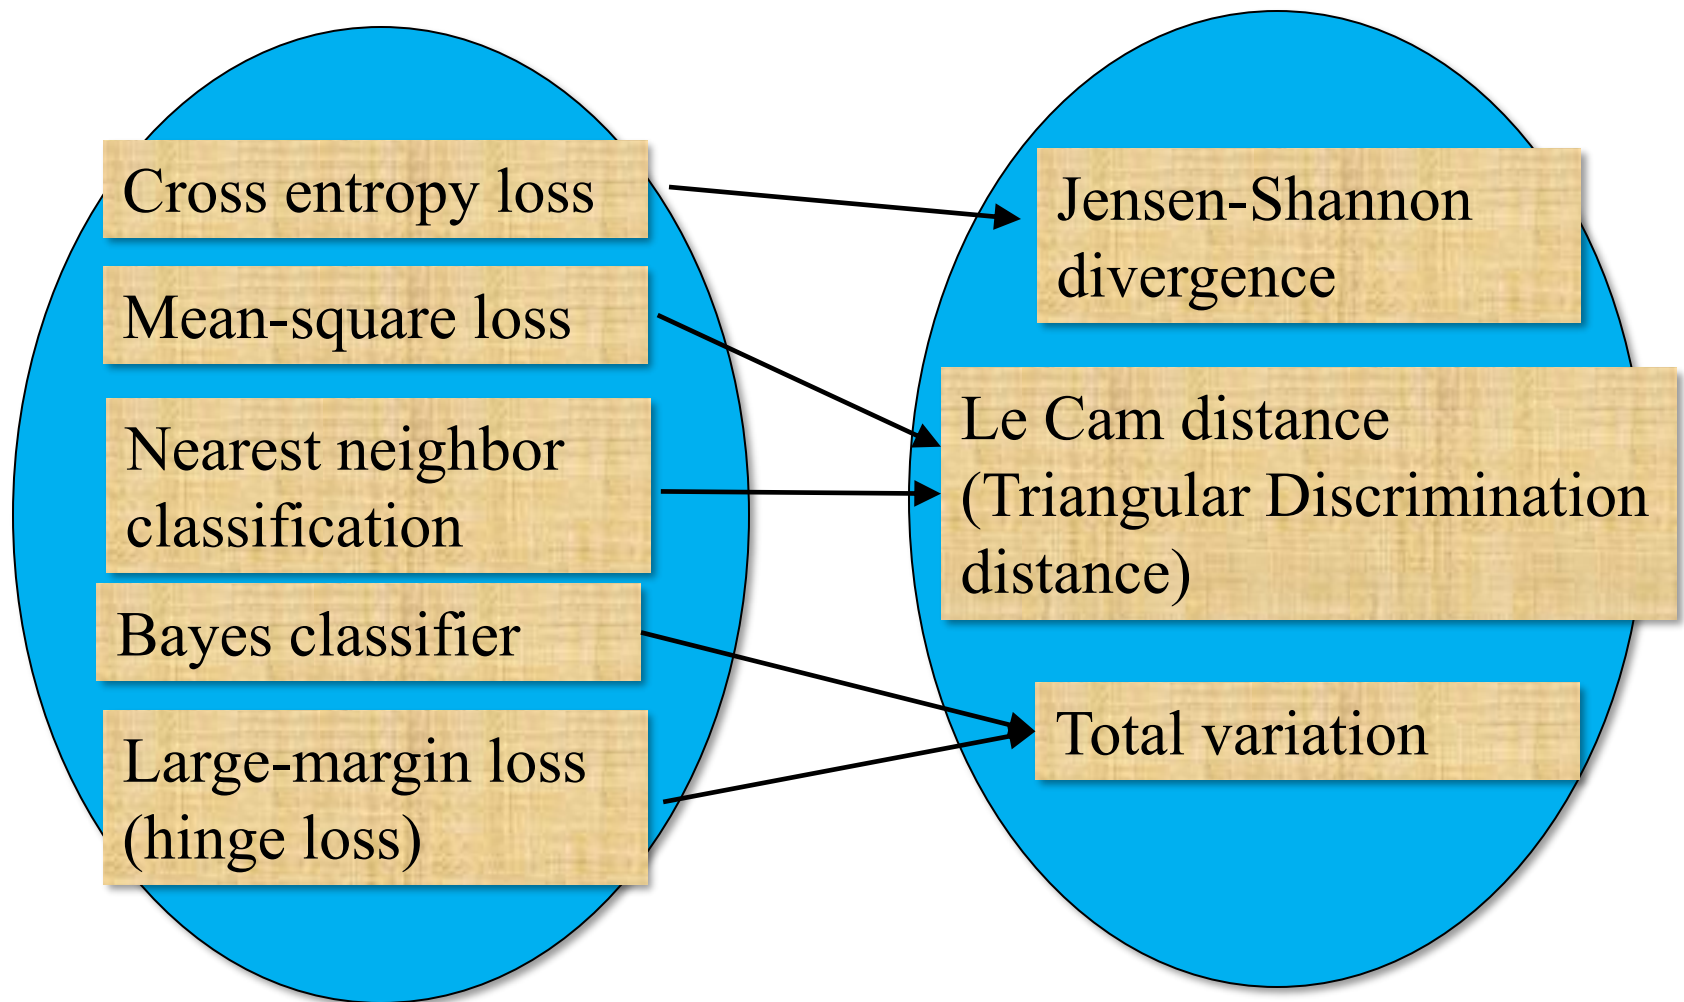 Cross entropy loss
Mean-square loss
Nearest neighbor
classification
Bayes classifier
Large-margin loss
(hinge loss)
Jensen-Shannon
divergence
Le Cam distance
(Triangular Discrimination
distance)
Total variation